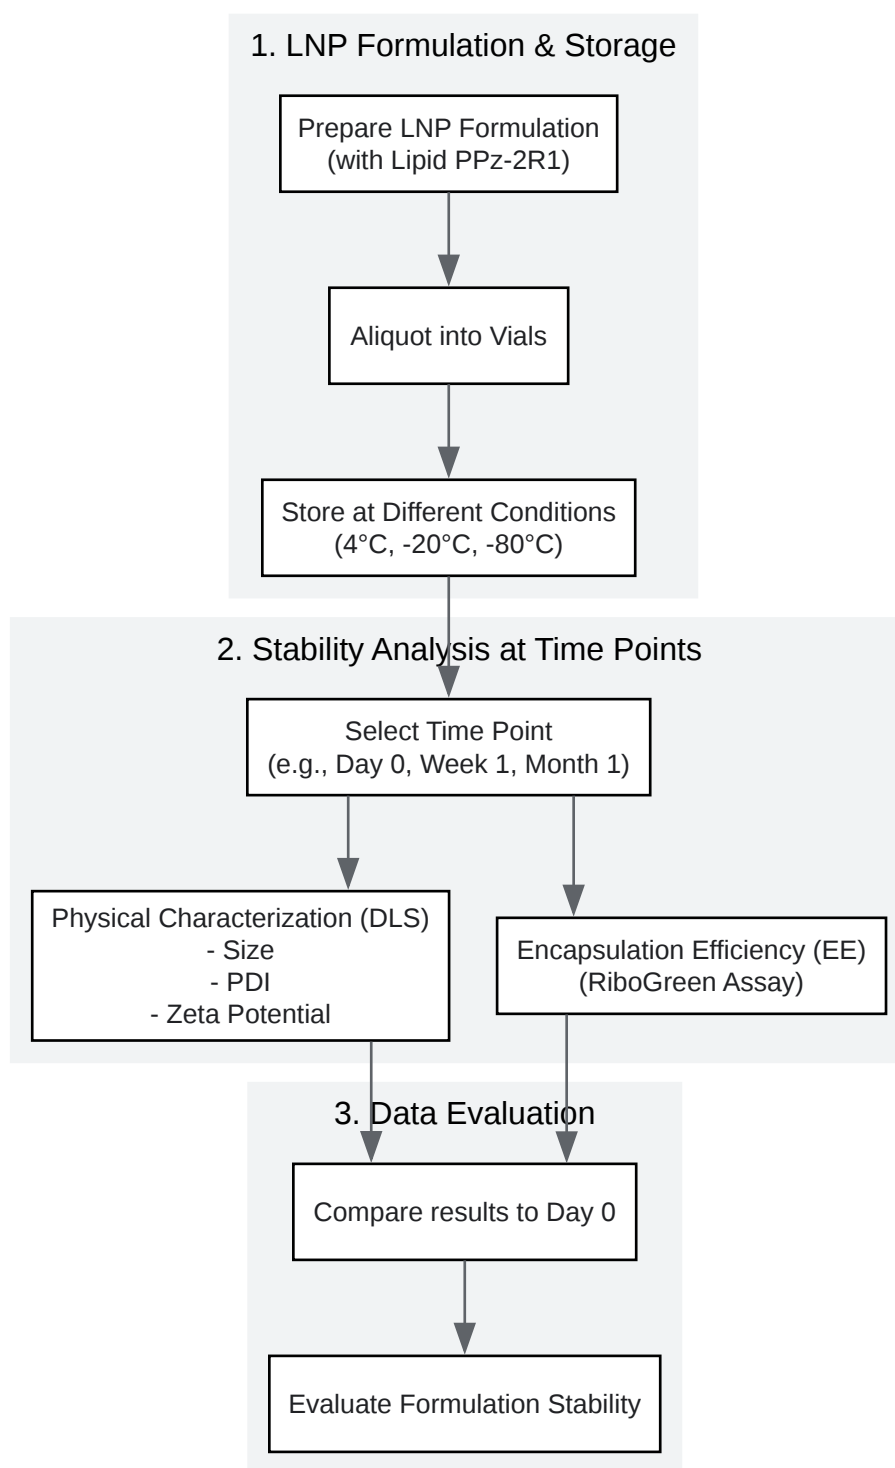 1. LNP Formulation & Storage
Prepare LNP Formulation
(with Lipid PPz-2R1)
Aliquot into Vials
Store at Different Conditions
(4°C, -20°C, -80°C)
2. Stability Analysis at Time Points
Select Time Point
(e.g., Day 0, Week 1, Month 1)
Physical Characterization (DLS)
- Size
- PDI
- Zeta Potential
Encapsulation Efficiency (EE)
(RiboGreen Assay)
3. Data Evaluation
Compare results to Day 0
Evaluate Formulation Stability